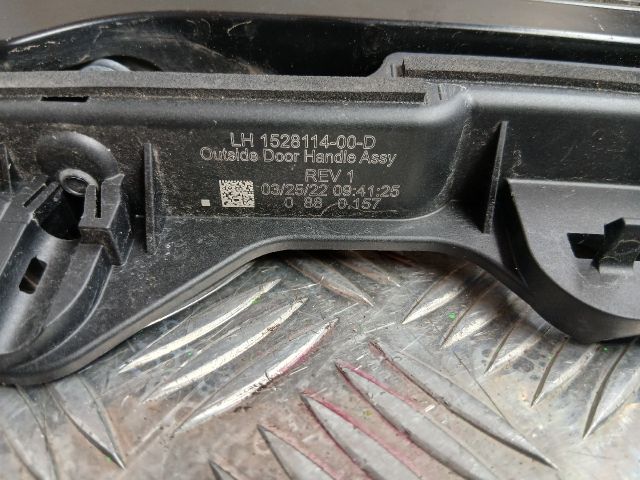 LH 1528114-00-D
Outside Door Handle Assy
REV 1
03/25/22 09:41:25
0 88 0.157